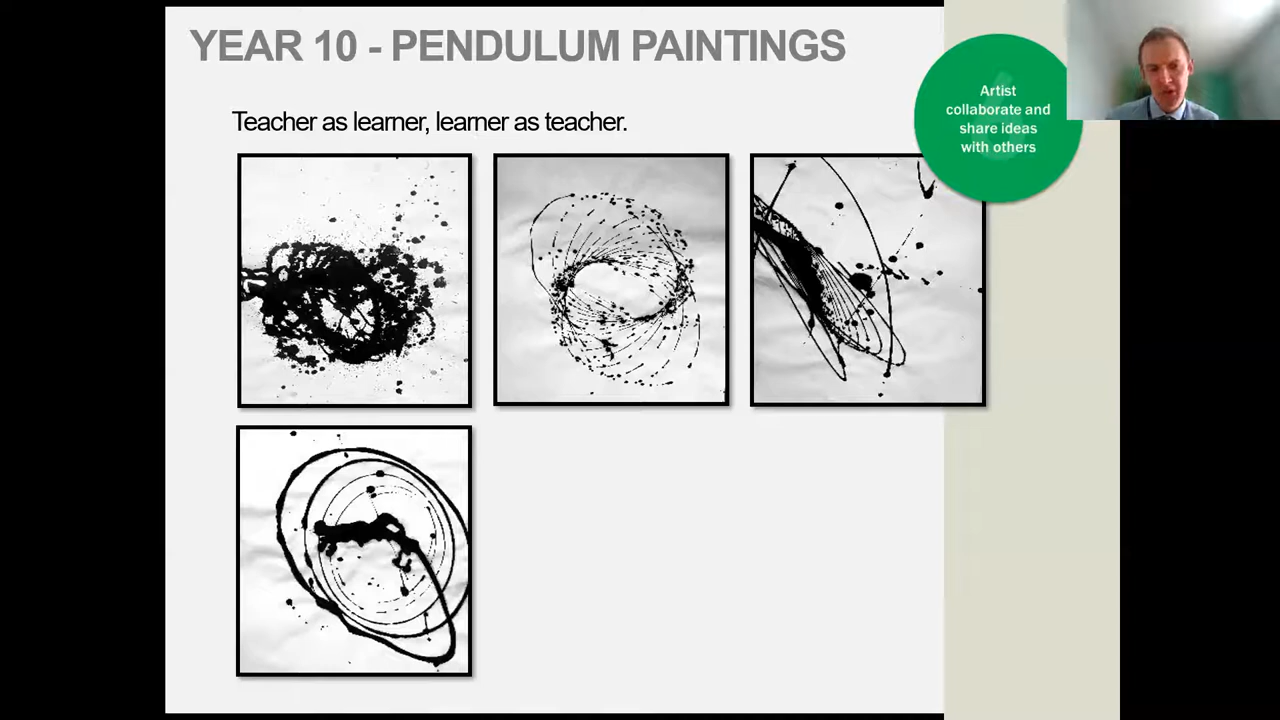 YEAR 10 - PENDULUM PAINTINGS
Teacher as learner, learner as teacher.
Artist
collaborate and
share ideas
with others